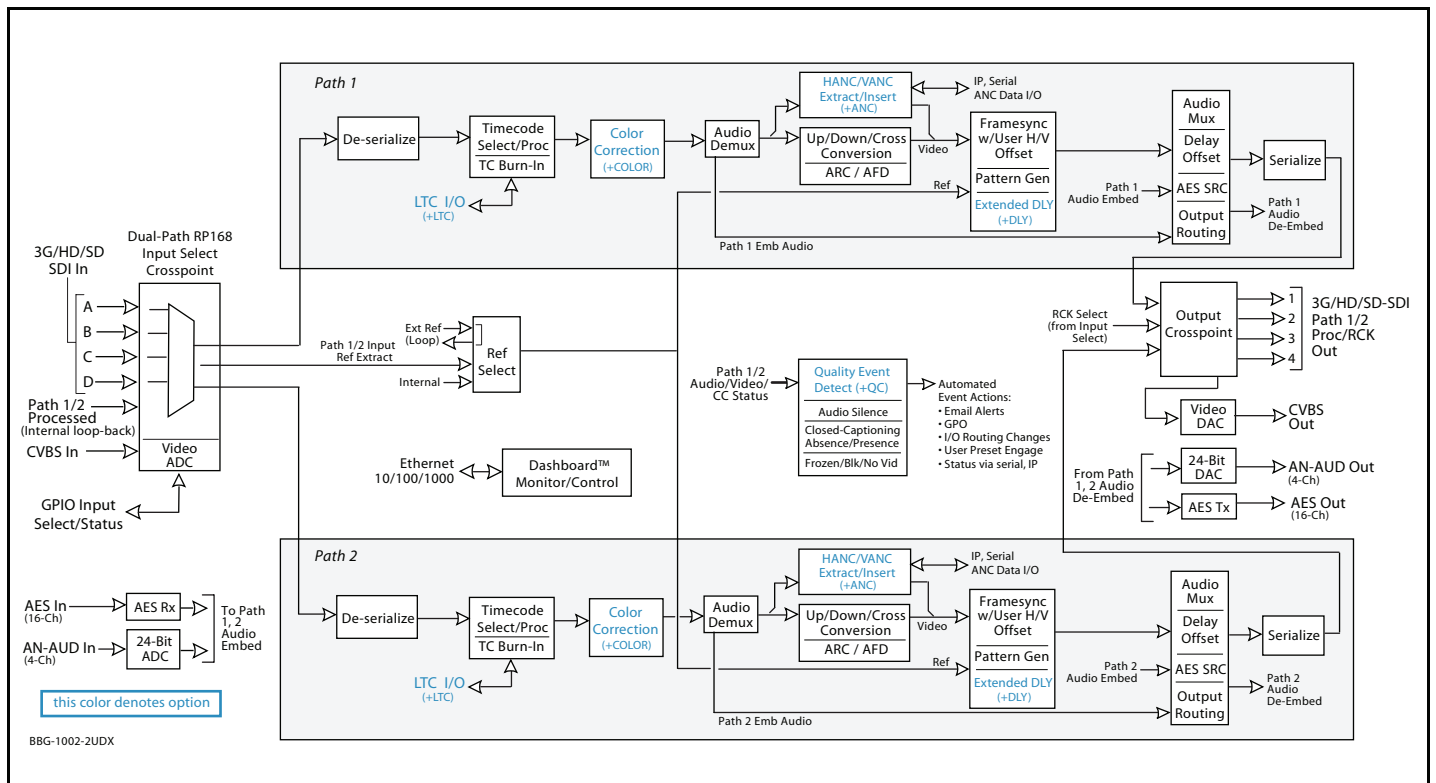 Path 1
De-serialize
Timecode
Select/Proc
TC Burn-In
LTC I/O
(+LTC)
Color
Correction
(+COLOR)
Audio
Demux
HANC/VANC
Extract/Insert
(+ANC)
IP, Serial
ANC Data I/O
Up/Down/Cross
Conversion
ARC / AFD
Video
Ref
Framesync
w/User H/V
Offset
Pattern Gen
Extended DLY
(+DLY)
Path 1 Emb Audio
Path 1
Audio Embed
Audio
Mux
Delay
Offset
AES SRC
Output
Routing
Serialize
Path 1
Audio
De-Embed
Dual-Path RP168
Input Select
Crosspoint
3G/HD/SD
SDI In
A
B
C
D
Path 1/2
Processed
(Internal loop-back)
CVBS In
Video
ADC
GPIO Input
Select/Status
Path 1/2 Input
Ref Extract
Ext Ref
(Loop)
Internal
Ref
Select
Ethernet
10/100/1000
Dashboard™
Monitor/Control
Path 1/2
Audio/Video/
CC Status
Quality Event
Detect (+QC)
Audio Silence
Closed-Captioning
Absence/Presence
Frozen/Blk/No Vid
Automated
Event Actions:
• Email Alerts
• GPO
• I/O Routing Changes
• User Preset Engage
• Status via serial, IP
RCK Select
(from Input
Select)
Output
Crosspoint
1
2
3
4
3G/HD/SD-SDI
Path 1/2
Proc/RCK
Out
Video
DAC
CVBS
Out
From Path
1, 2 Audio
De-Embed
24-Bit
DAC
AN-AUD Out
(4-Ch)
AES Tx
AES Out
(16-Ch)
Path 2
De-serialize
Timecode
Select/Proc
TC Burn-In
LTC I/O
(+LTC)
Color
Correction
(+COLOR)
Audio
Demux
HANC/VANC
Extract/Insert
(+ANC)
IP, Serial
ANC Data I/O
Up/Down/Cross
Conversion
ARC / AFD
Video
Ref
Framesync
w/User H/V
Offset
Pattern Gen
Extended DLY
(+DLY)
Path 2 Emb Audio
Path 2
Audio Embed
Audio
Mux
Delay
Offset
AES SRC
Output
Routing
Serialize
Path 2
Audio
De-Embed
AES In
(16-Ch)
AES Rx
AN-AUD In
(4-Ch)
24-Bit
ADC
To Path
1, 2
Audio
Embed
this color denotes option
BBG-1002-2UDX